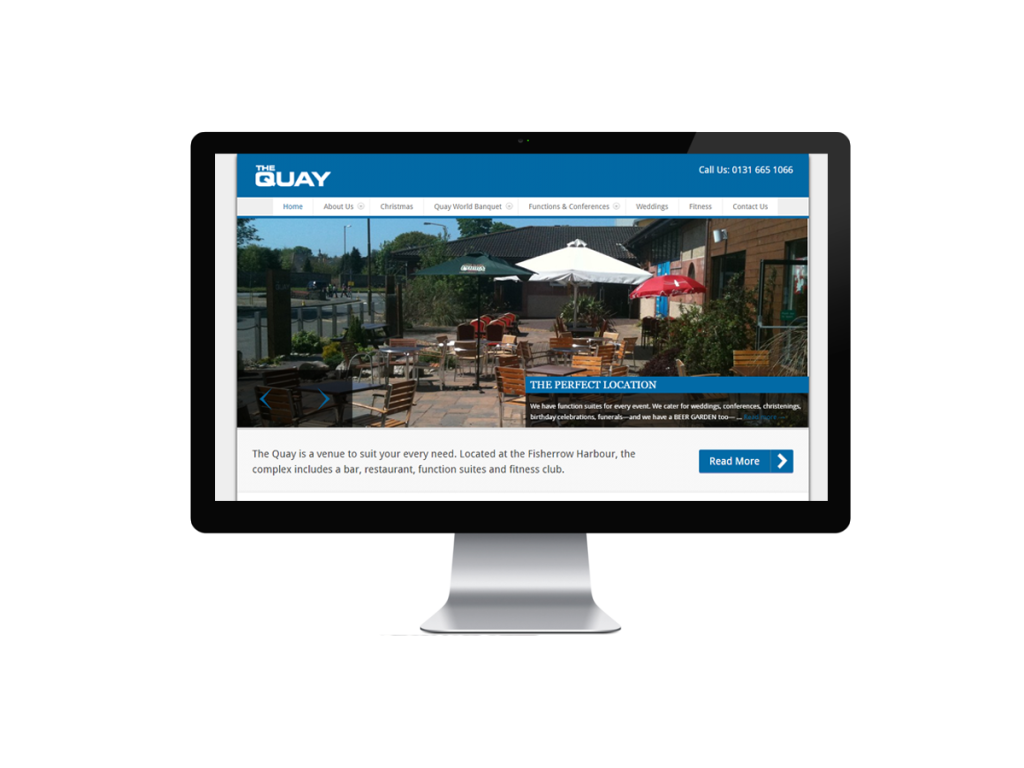 THE
QUAY
Call Us: 0131 665 1066
Home About Us Christmas Quay World Banquet Functions & Conferences Weddings Fitness Contact Us
THE PERFECT LOCATION
We have function suites for every event. We cater for weddings, conferences, christenings,
birthday celebrations, funerals—and we have a BEER GARDEN too— ...
The Quay is a venue to suit your every need. Located at the Fisherrow Harbour, the
complex includes a bar, restaurant, function suites and fitness club.
Read More